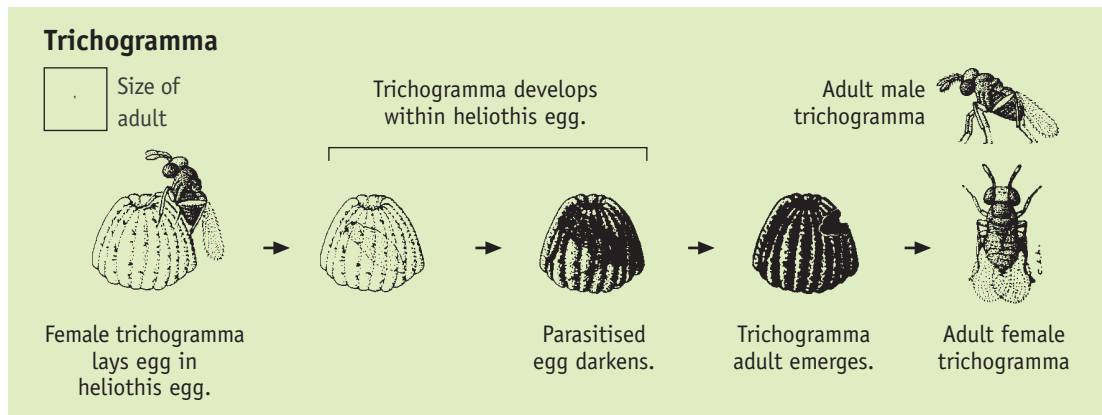 Trichogramma
Size of
adult
Trichogramma develops
within heliothis egg.
Adult male
trichogramma
Female trichogramma
lays egg in
heliothis egg.
Parasitised
egg darkens.
Trichogramma
adult emerges.
Adult female
trichogramma